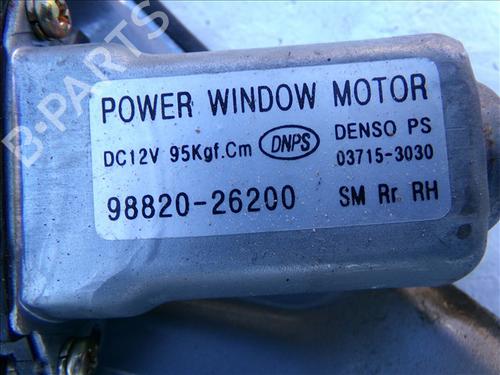 B-PARTS
POWER WINDOW MOTOR
DC12V 95Kgf.Cm DNPS DENSO PS
03715-3030
98820-26200 SM Rr RH